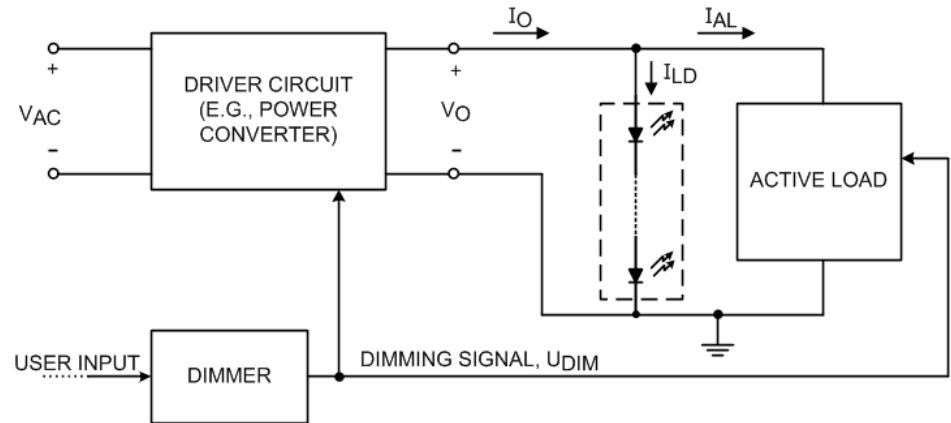 I_O
I_AL
+
DRIVER CIRCUIT
(E.G., POWER
CONVERTER)
+
I_LD
V_AC
V_O
-
-
ACTIVE LOAD
USER INPUT
DIMMER
DIMMING SIGNAL, U_DIM